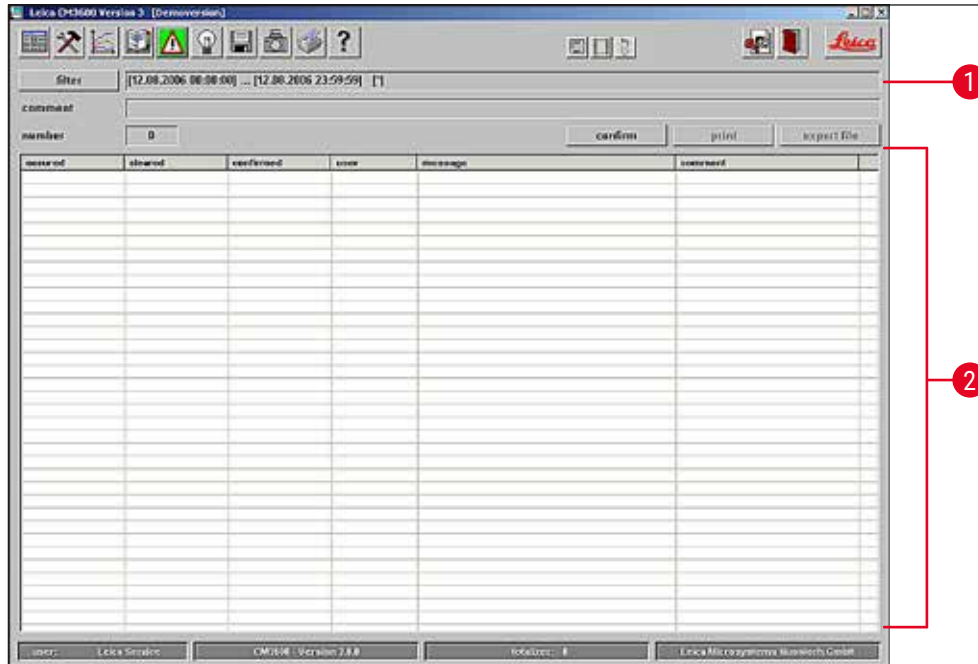 Leica CM3600 Version 3 [Demoversion]
?
Leica
filter [12.08.2006 00:00:00] ... [12.08.2006 23:59:59] [*]
1
comment
number 0 confirm print export file
occured cleared confirmed user message comment
2
user: Leica Service CM3600 - Version 2.8.0 totalizer: 0 Leica Microsystems Nussloch GmbH